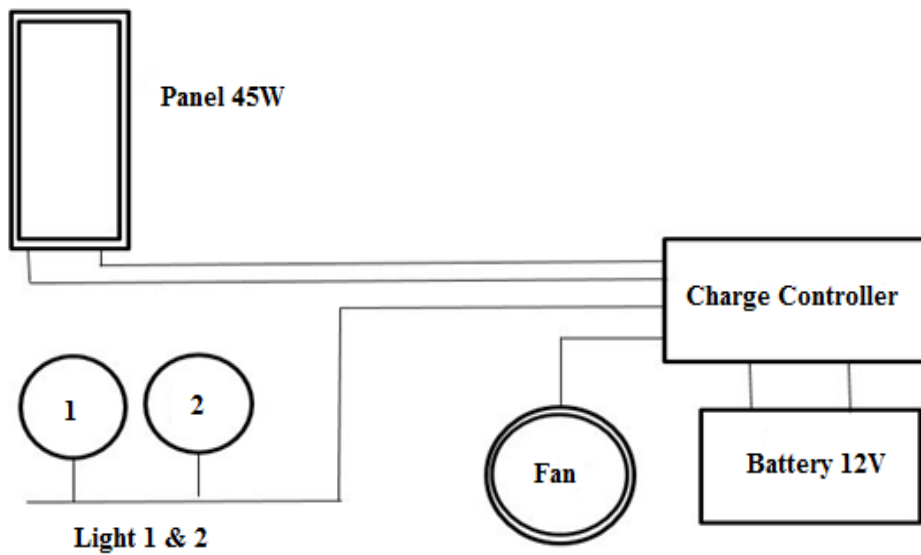 Panel 45W
Charge Controller
1
2
Fan
Battery 12V
Light 1 & 2